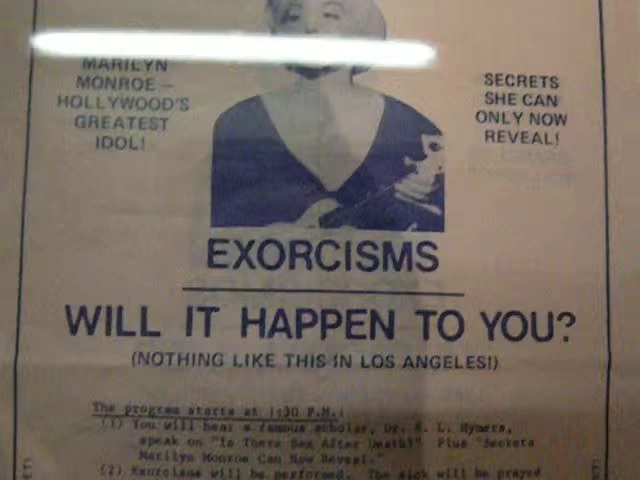 MARILYN
MONROE –
HOLLYWOOD'S
GREATEST
IDOL!
SECRETS
SHE CAN
ONLY NOW
REVEAL!
EXORCISMS
WILL IT HAPPEN TO YOU?
(NOTHING LIKE THIS IN LOS ANGELES!)
The program starts at 1:30 P.M.:
(1) You will hear a famous scholar, Dr. R. L. Hymers,
speak on "Is There Sex After Death?" Plus "Secrets
Marilyn Monroe Can Now Reveal."
(2) Exorcisms will be performed. The sick will be prayed